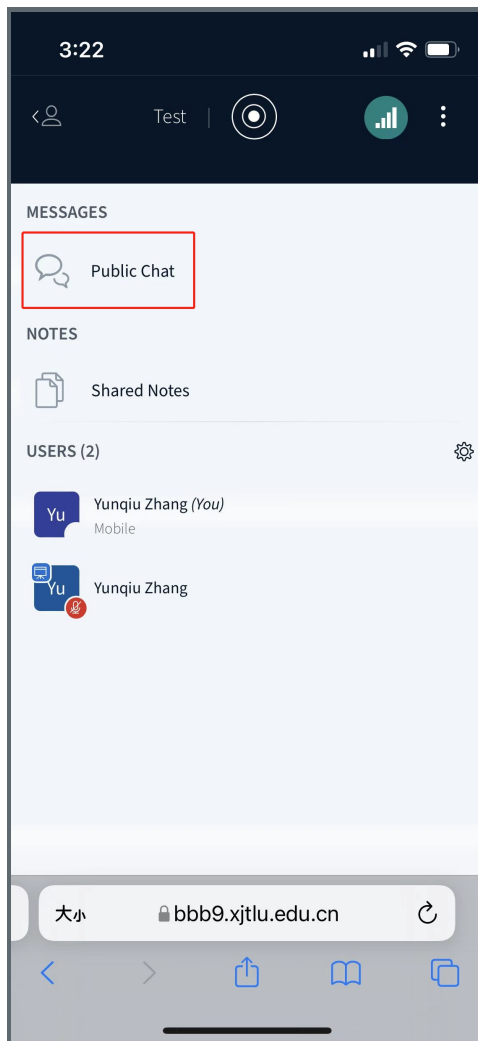 3:22
Test
MESSAGES
Public Chat
NOTES
Shared Notes
USERS (2)
Yu
Yunqiu Zhang (You)
Mobile
Yu
Yunqiu Zhang
大小
bbb9.xjtlu.edu.cn